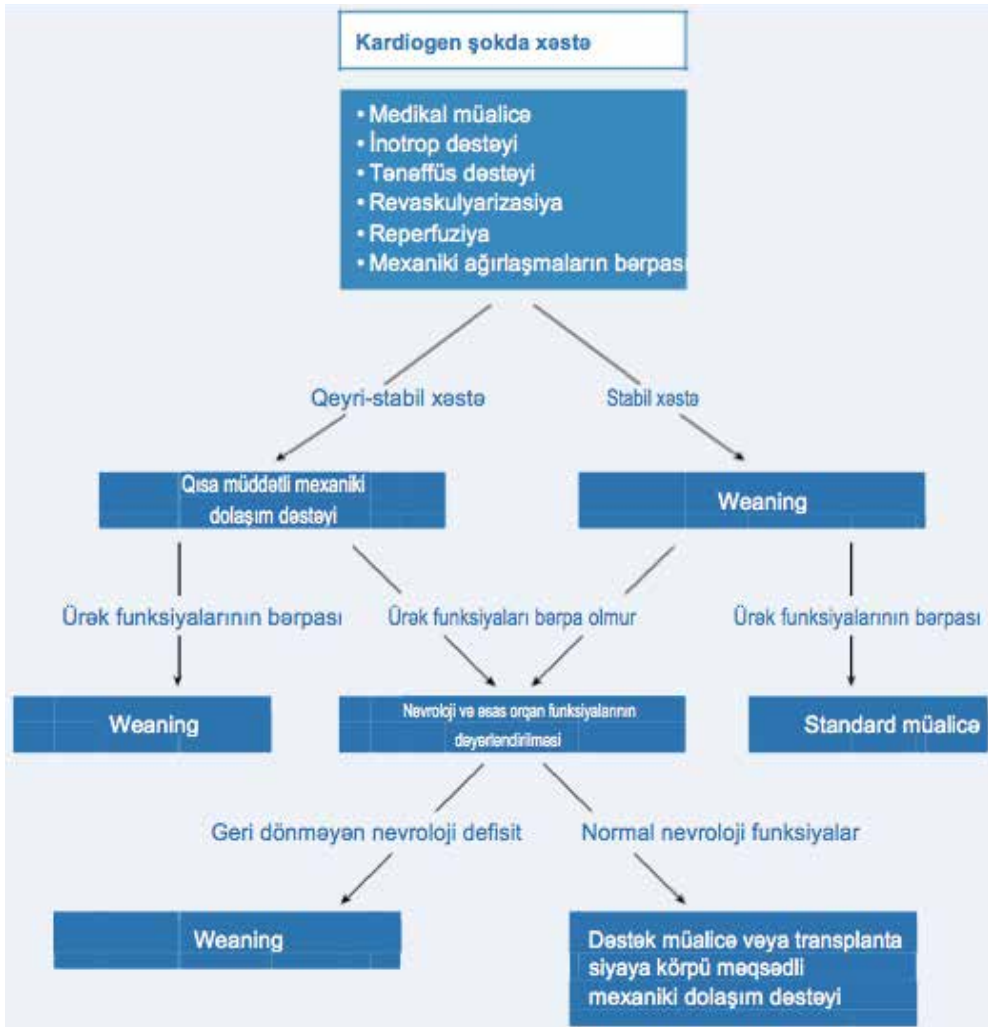 Kardiogen şokda xəstə
• Medikal müalicə
• İnotrop dəstəyi
• Tənəffüs dəstəyi
• Revaskulyarizasiya
• Reperfuziya
• Mexaniki ağırlaşmaların bərpası
Qeyri-stabil xəstə
Stabil xəstə
Qısa müddətli mexaniki
dolaşım dəstəyi
Weaning
Ürək funksiyalarının bərpası
Ürək funksiyaları bərpa olmur
Ürək funksiyalarının bərpası
Weaning
Nevroloji və əsas orqan funksiyalarının
dəyərləndirilməsi
Standard müalicə
Geri dönməyən nevroloji defisit
Normal nevroloji funksiyalar
Weaning
Dəstək müalicə vəya transplanta
siyaya körpü məqsədli
mexaniki dolaşım dəstəyi